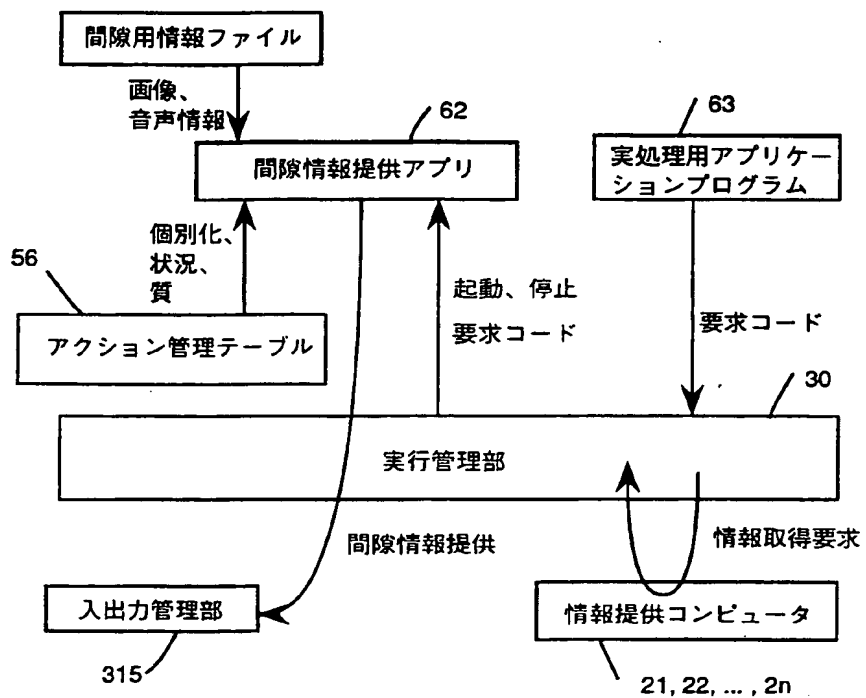 間隙用情報ファイル
画像、
音声情報
62
63
間隙情報提供アプリ
実処理用アプリケー
ションプログラム
個別化、
状況、
質
56
起動、停止
要求コード
要求コード
アクション管理テーブル
30
実行管理部
間隙情報提供
情報取得要求
入出力管理部
情報提供コンピュータ
315
21, 22, ... , 2n